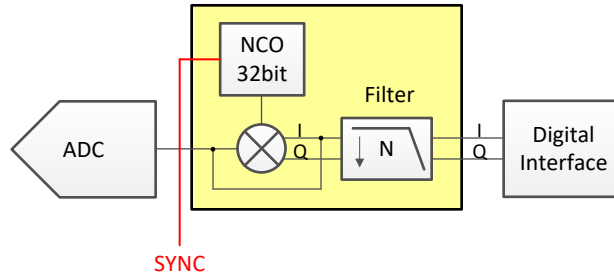 NCO
32bit
Filter
ADC
I
Q
N
I
Q
Digital
Interface
SYNC